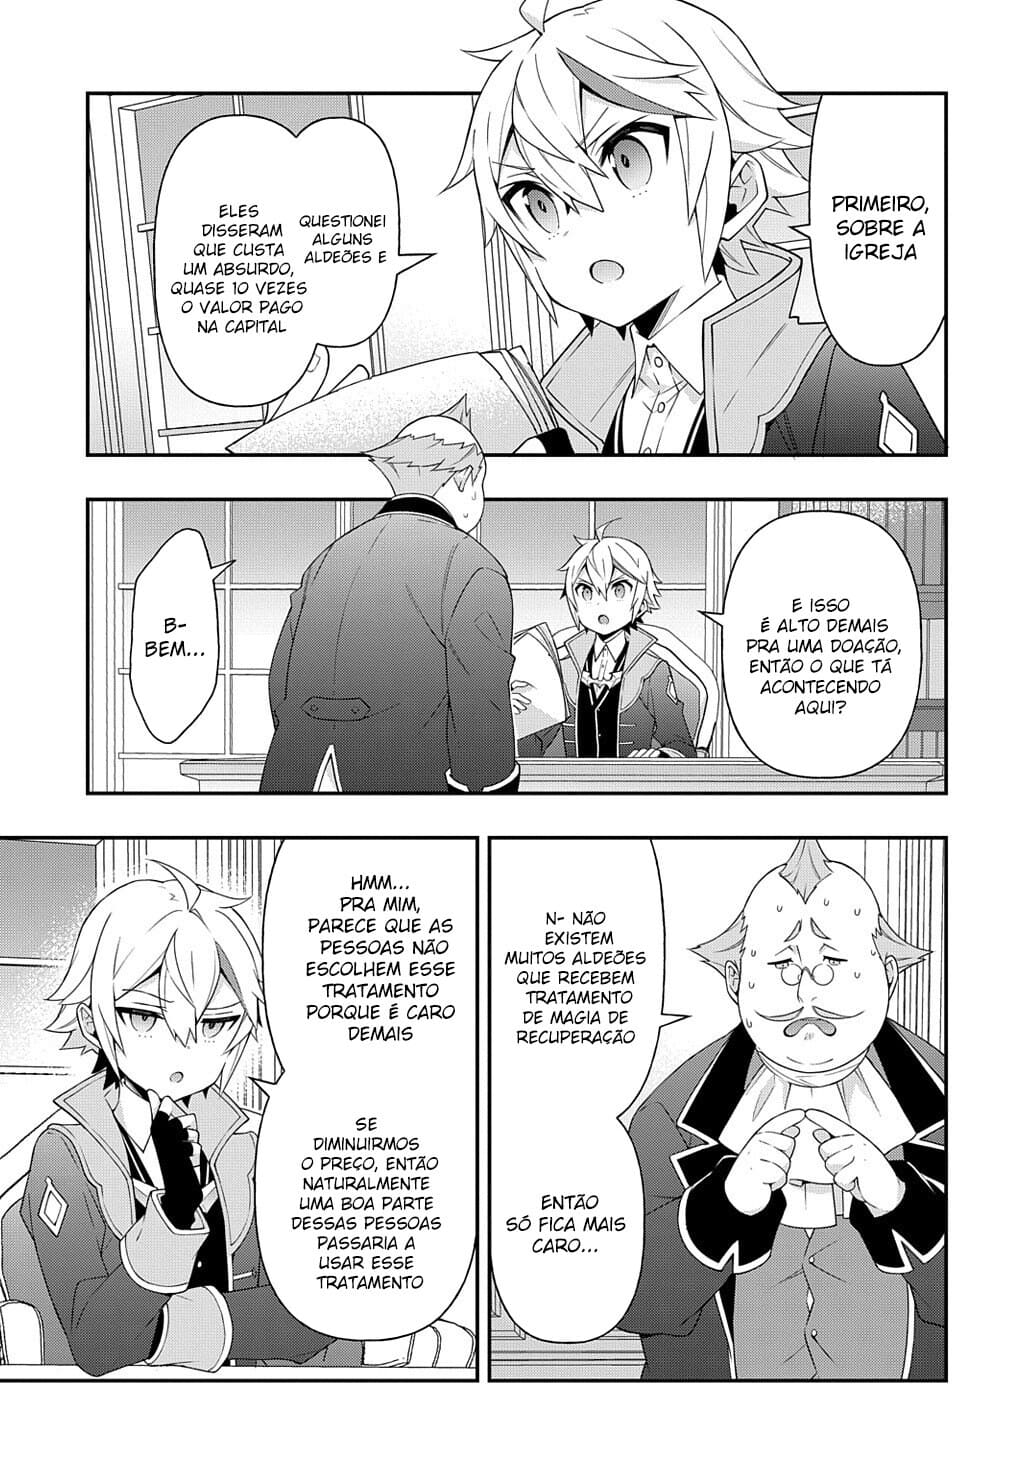 PRIMEIRO,
SOBRE A
IGREJA
QUESTIONEI
ALGUNS
ALDEÕES E
ELES
DISSERAM
QUE CUSTA
UM ABSURDO,
QUASE 10 VEZES
O VALOR PAGO
NA CAPITAL
E ISSO
É ALTO DEMAIS
PRA UMA DOAÇÃO,
ENTÃO O QUE TÁ
ACONTECENDO
AQUI?
B-
BEM...
N- NÃO
EXISTEM
MUITOS ALDEÕES
QUE RECEBEM
TRATAMENTO
DE MAGIA DE
RECUPERAÇÃO
ENTÃO
SÓ FICA MAIS
CARO...
HMM...
PRA MIM,
PARECE QUE AS
PESSOAS NÃO
ESCOLHEM ESSE
TRATAMENTO
PORQUE É CARO
DEMAIS
SE
DIMINUIRMOS
O PREÇO, ENTÃO
NATURALMENTE
UMA BOA PARTE
DESSAS PESSOAS
PASSARIA A
USAR ESSE
TRATAMENTO